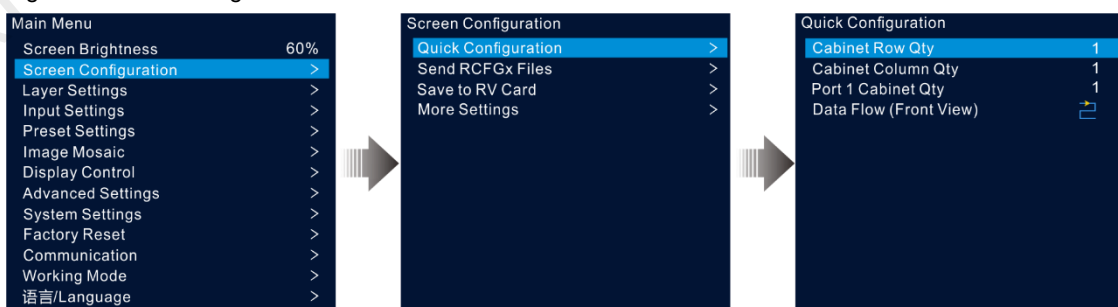 Main Menu
Screen Brightness 60%
Screen Configuration >
Layer Settings >
Input Settings >
Preset Settings >
Image Mosaic >
Display Control >
Advanced Settings >
System Settings >
Factory Reset >
Communication >
Working Mode >
语言/Language >
Screen Configuration
Quick Configuration >
Send RCFGx Files >
Save to RV Card >
More Settings >
Quick Configuration
Cabinet Row Qty 1
Cabinet Column Qty 1
Port 1 Cabinet Qty 1
Data Flow (Front View)